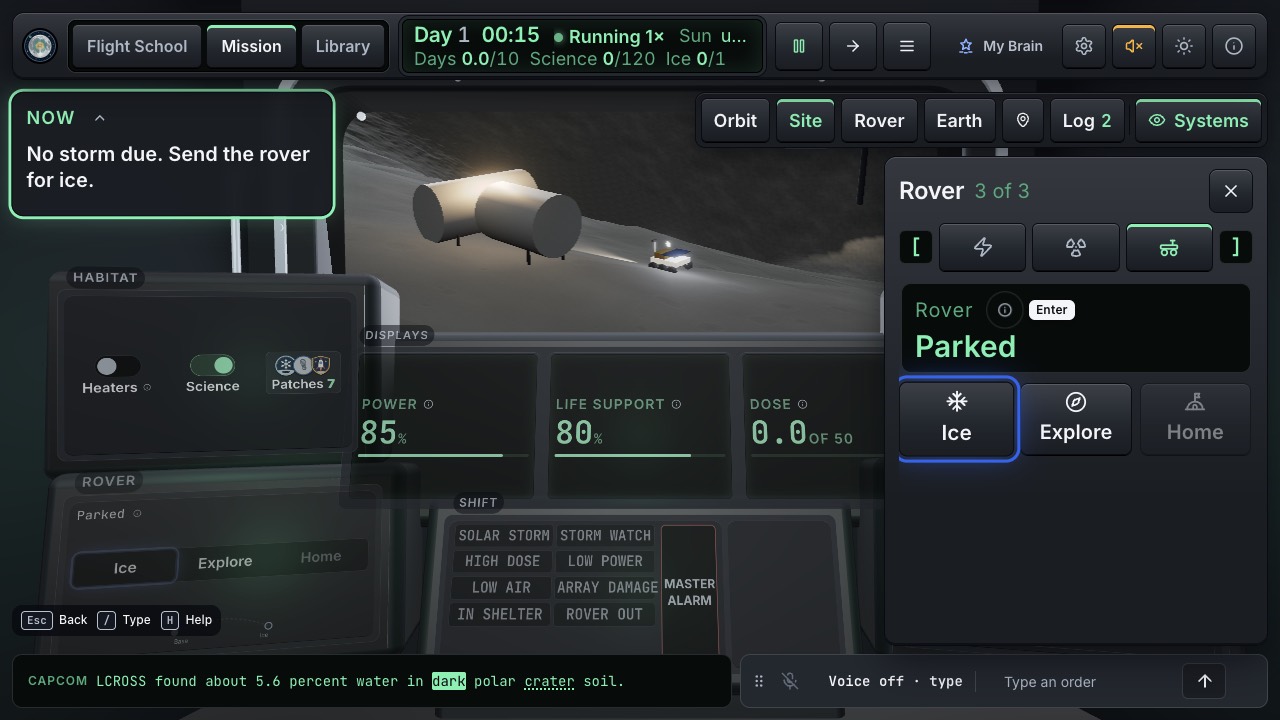 Flight School
Mission
Library
Day 1 00:15 Running 1× Sun u...
Days 0.0/10 Science 0/120 Ice 0/1
My Brain
NOW
No storm due. Send the rover
for ice.
Orbit
Site
Rover
Earth
Log 2
Systems
Rover 3 of 3
[
]
Rover Enter
Parked
Ice
Explore
Home
HABITAT
Heaters
Science
Patches 7
DISPLAYS
POWER
85%
LIFE SUPPORT
80%
DOSE
0.0 OF 50
ROVER
Parked
Ice
Explore
Home
Base
Ice
SHIFT
SOLAR STORM STORM WATCH
HIGH DOSE LOW POWER
LOW AIR ARRAY DAMAGE
IN SHELTER ROVER OUT
MASTER
ALARM
Esc Back / Type H Help
CAPCOM LCROSS found about 5.6 percent water in dark polar crater soil.
Voice off · type
Type an order